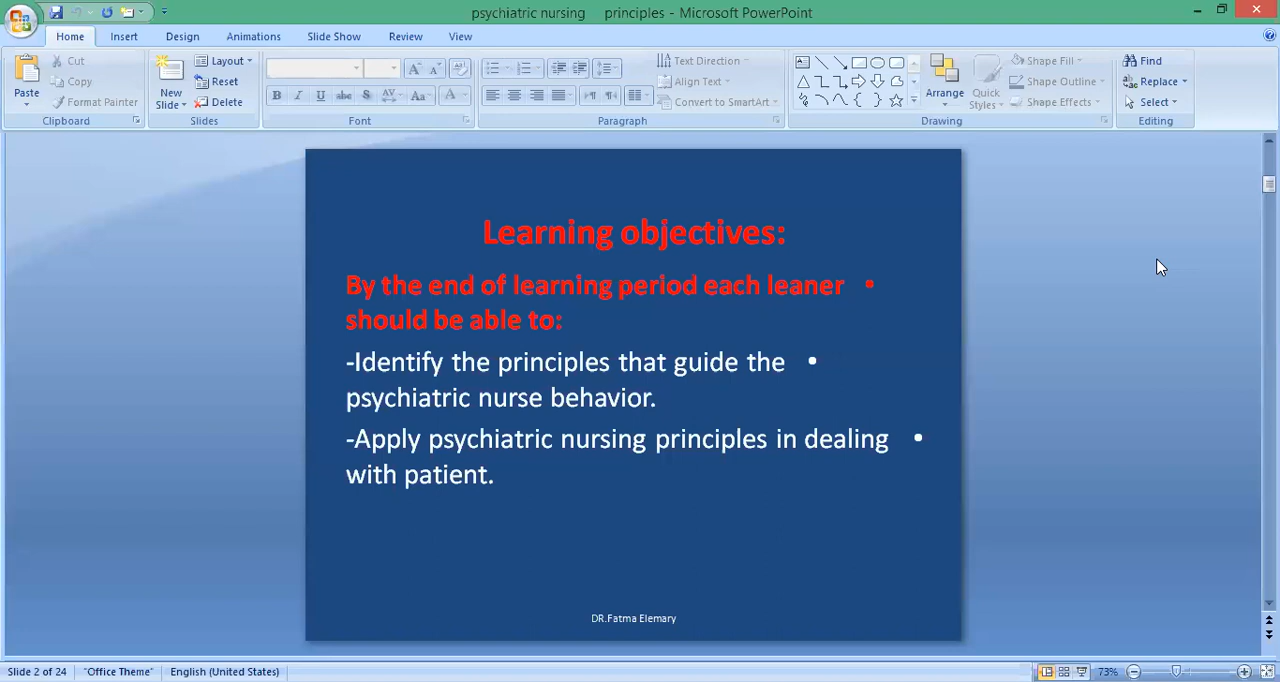 psychiatric nursing principles - Microsoft PowerPoint
Home Insert Design Animations Slide Show Review View
Paste
Cut
Copy
Format Painter
Clipboard
New Slide
Layout
Reset
Delete
Slides
B I U abc S AV Aa A
Font
Text Direction
Align Text
Convert to SmartArt
Paragraph
Arrange
Quick Styles
Shape Fill
Shape Outline
Shape Effects
Drawing
Find
Replace
Select
Editing
Learning objectives:
By the end of learning period each leaner •
should be able to:
-Identify the principles that guide the •
psychiatric nurse behavior.
-Apply psychiatric nursing principles in dealing •
with patient.
DR.Fatma Elemary
Slide 2 of 24 "Office Theme" English (United States) 73%